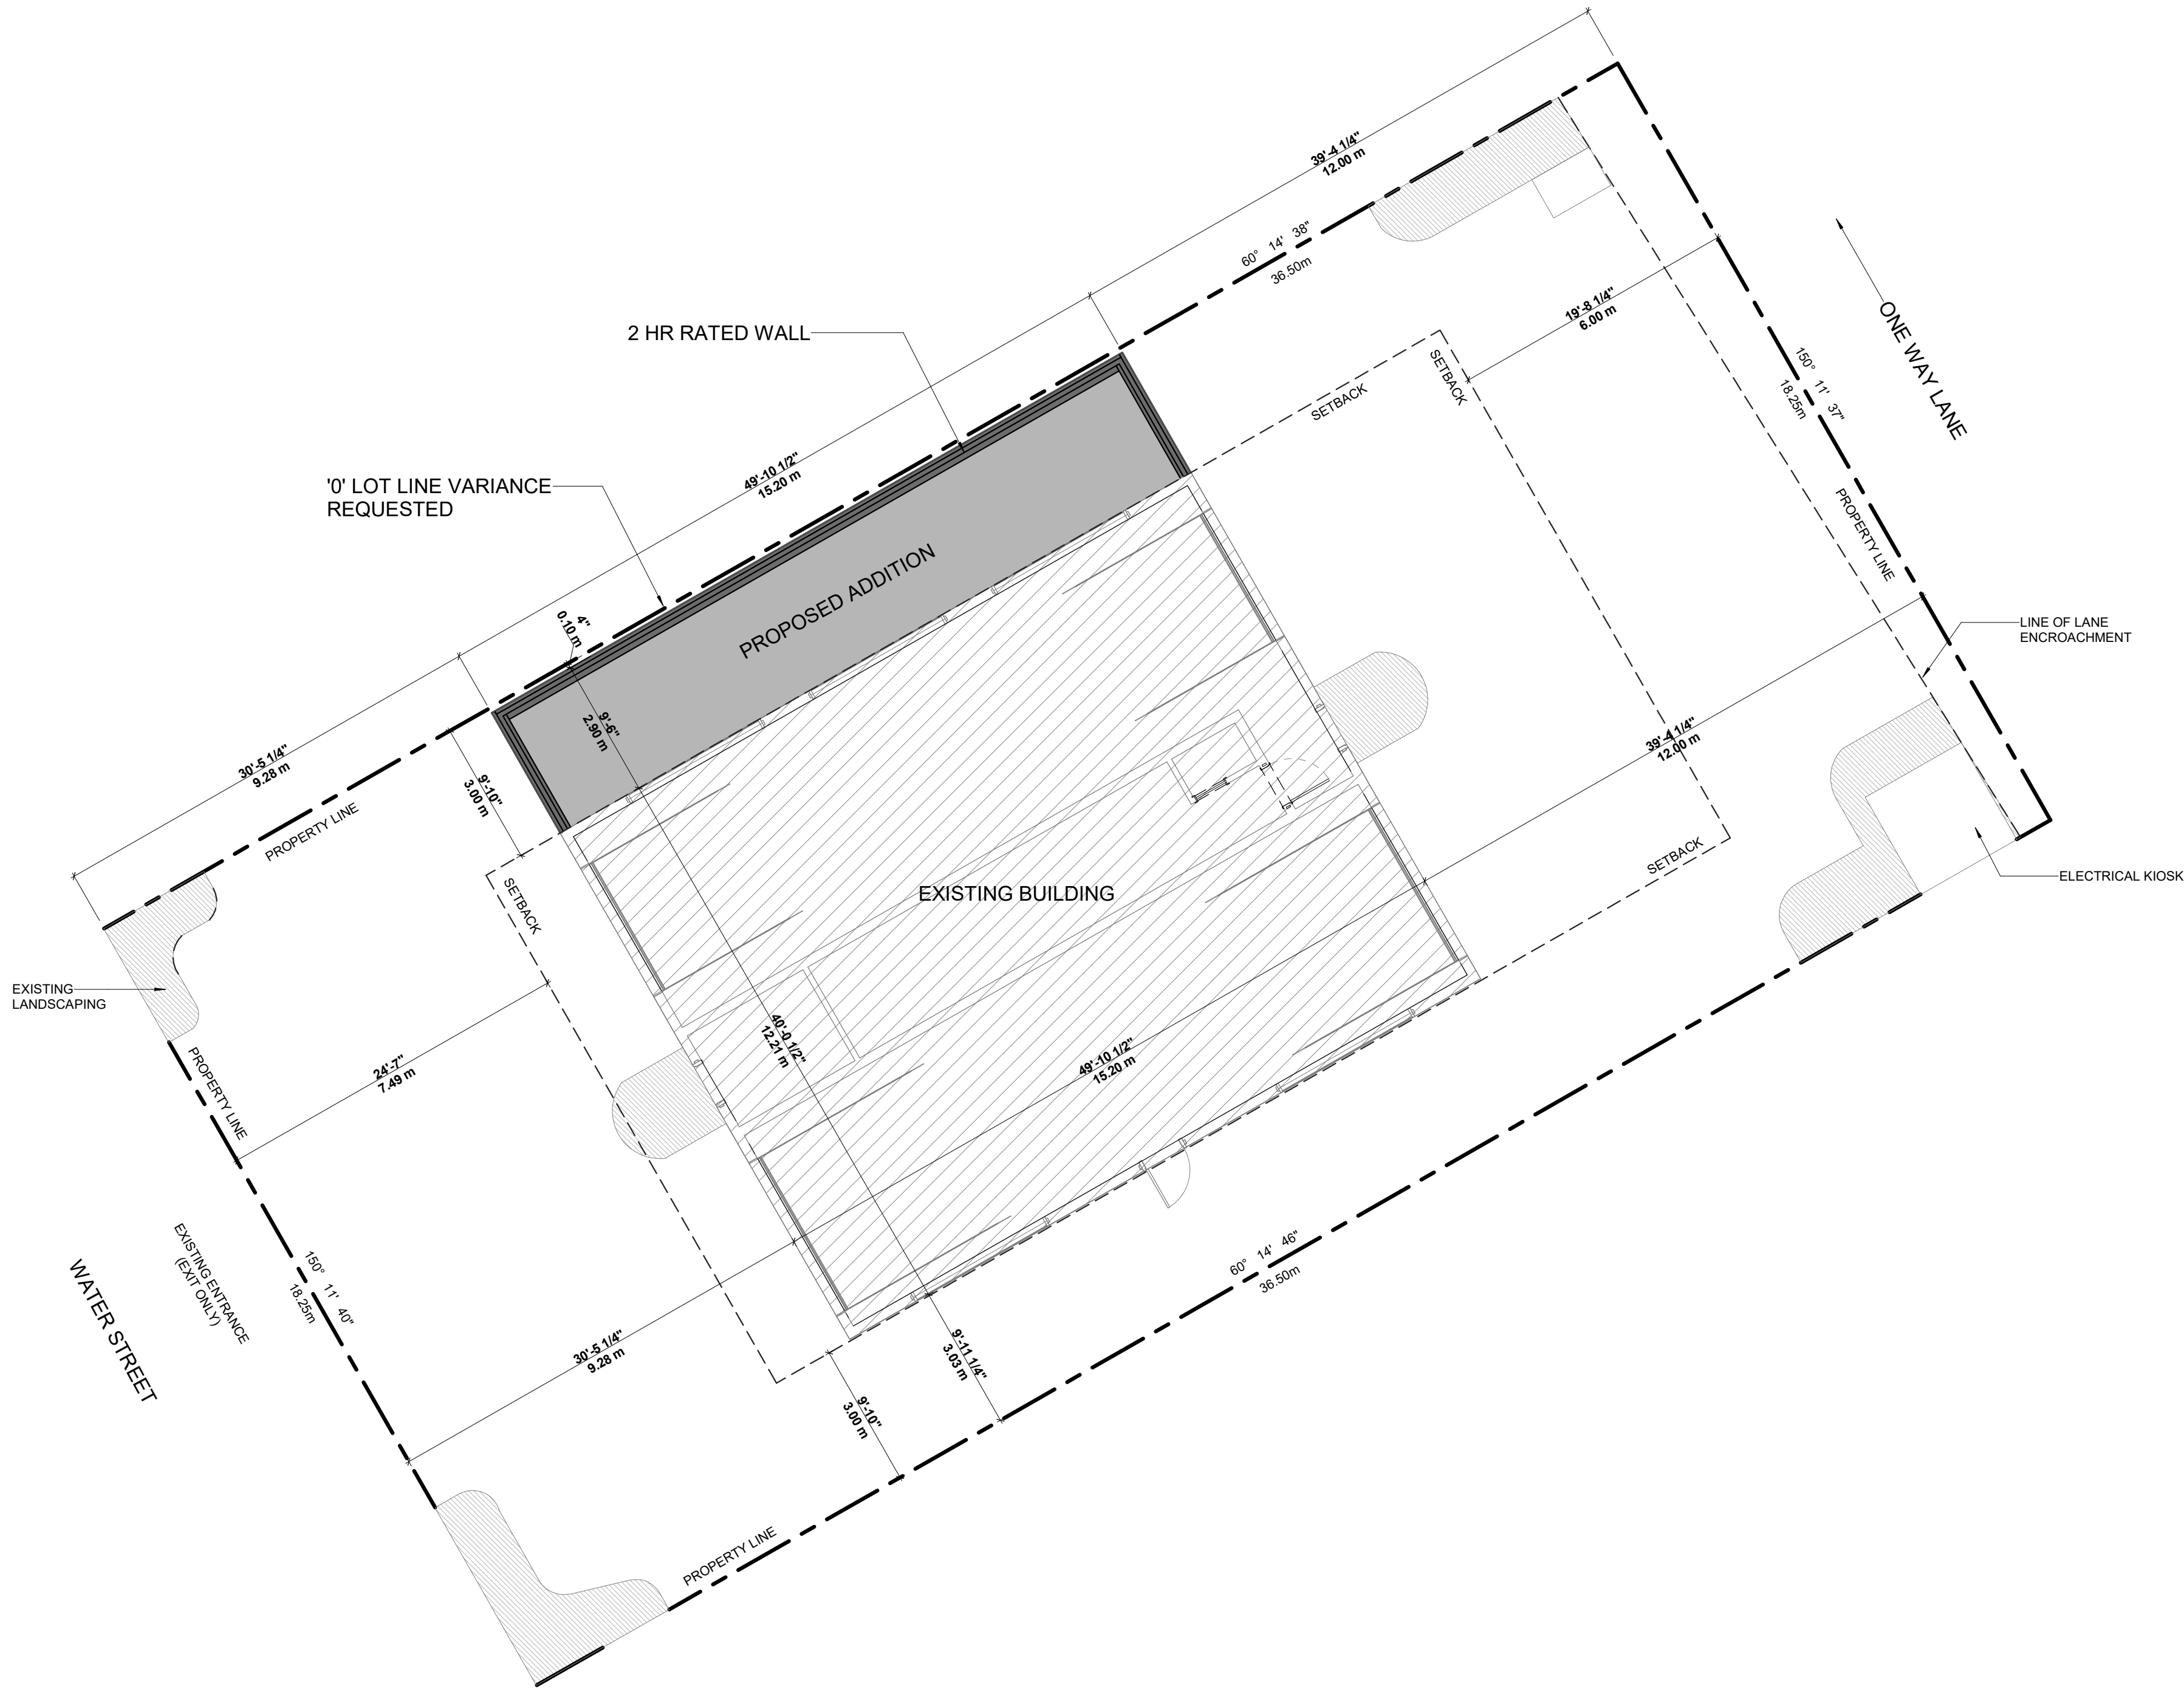 39'-4 1/4"
12.00 m
60° 14' 38"
36.50m
19'-8 1/4"
6.00 m
ONE WAY LANE
2 HR RATED WALL
SETBACK
SETBACK
150° 11' 37"
18.25m
49'-10 1/2"
15.20 m
'0' LOT LINE VARIANCE
REQUESTED
PROPERTY LINE
PROPOSED ADDITION
4"
0.10 m
LINE OF LANE
ENCROACHMENT
9'-6"
2.90 m
30'-5 1/4"
9.28 m
9'-10"
3.00 m
39'-4 1/4"
12.00 m
PROPERTY LINE
SETBACK
EXISTING BUILDING
SETBACK
ELECTRICAL KIOSK
EXISTING
LANDSCAPING
40'-0 1/2"
12.21 m
49'-10 1/2"
15.20 m
24'-7"
7.49 m
PROPERTY LINE
60° 14' 46"
36.50m
EXISTING ENTRANCE
(EXIT ONLY)
150° 11' 40"
18.25m
WATER STREET
30'-5 1/4"
9.28 m
9'-11 1/4"
3.03 m
9'-10"
3.00 m
PROPERTY LINE